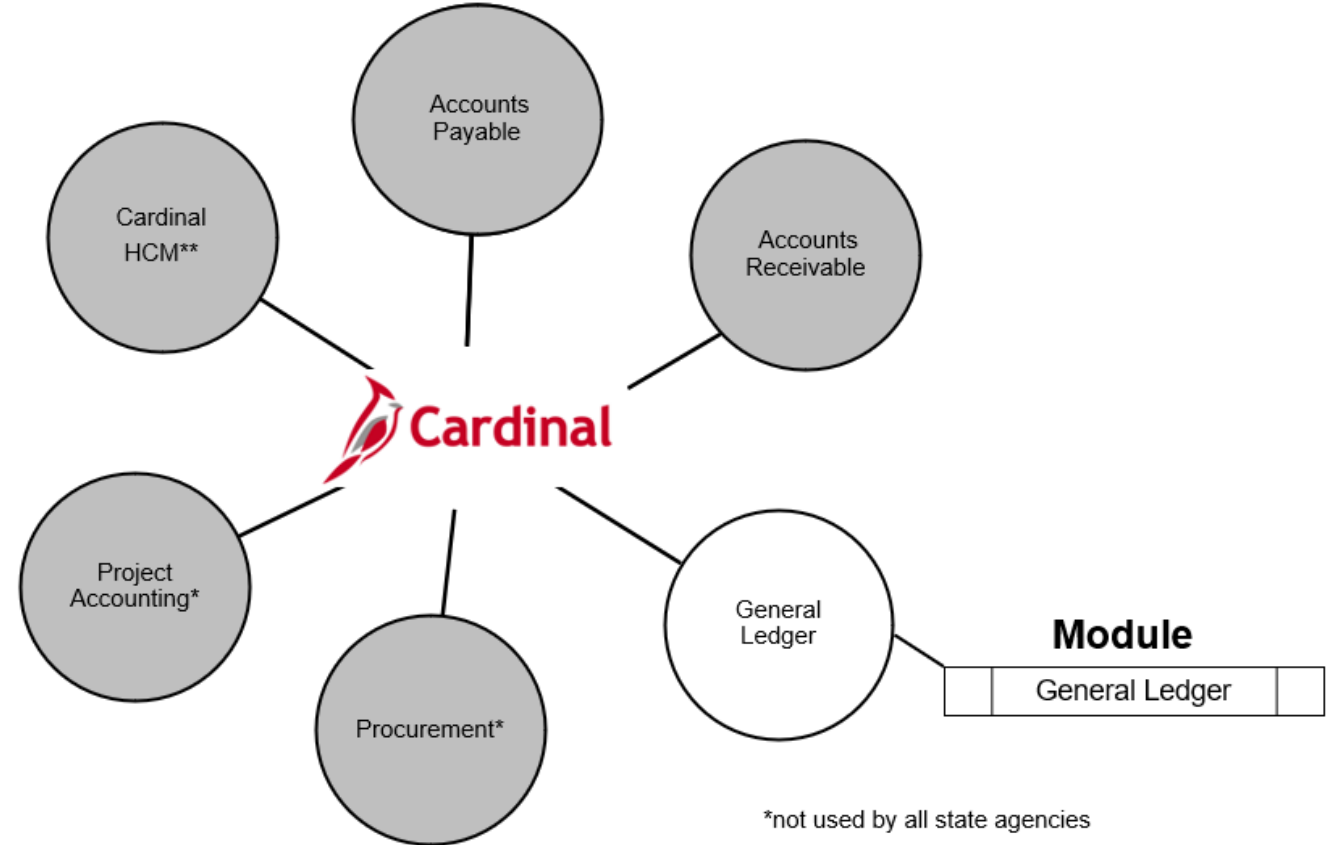 Accounts
Payable
Cardinal
HCM**
Accounts
Receivable
Cardinal
Project
Accounting*
General
Ledger
Module
General Ledger
Procurement*
*not used by all state agencies